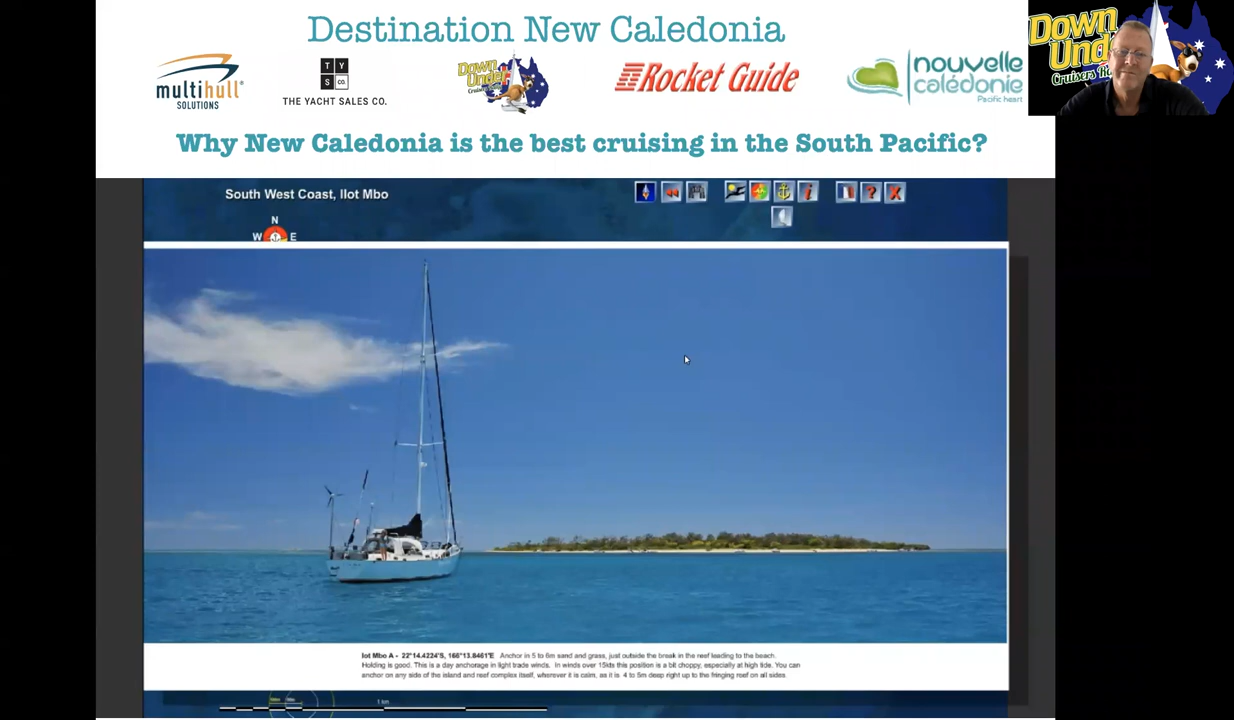 Destination New Caledonia
multihull®
SOLUTIONS
T Y
S CO.
THE YACHT SALES CO.
Down
Under
Rocket Guide
nouvelle
calédonie
Pacific heart
Down
Under
Cruisers
Why New Caledonia is the best cruising in the South Pacific?
South West Coast, Ilot Mbo
N
W E
lot Mbo A - 22°14.4224'S, 166°13.8461'E Anchor in 5 to 6m sand and grass, just outside the break in the reef leading to the beach.
Holding is good. This is a day anchorage in light trade winds. In winds over 15kts this position is a bit choppy, especially at high tide. You can
anchor on any side of the island and reef complex itself, wherever it is calm, as it is 4 to 5m deep right up to the fringing reef on all sides.
1 km